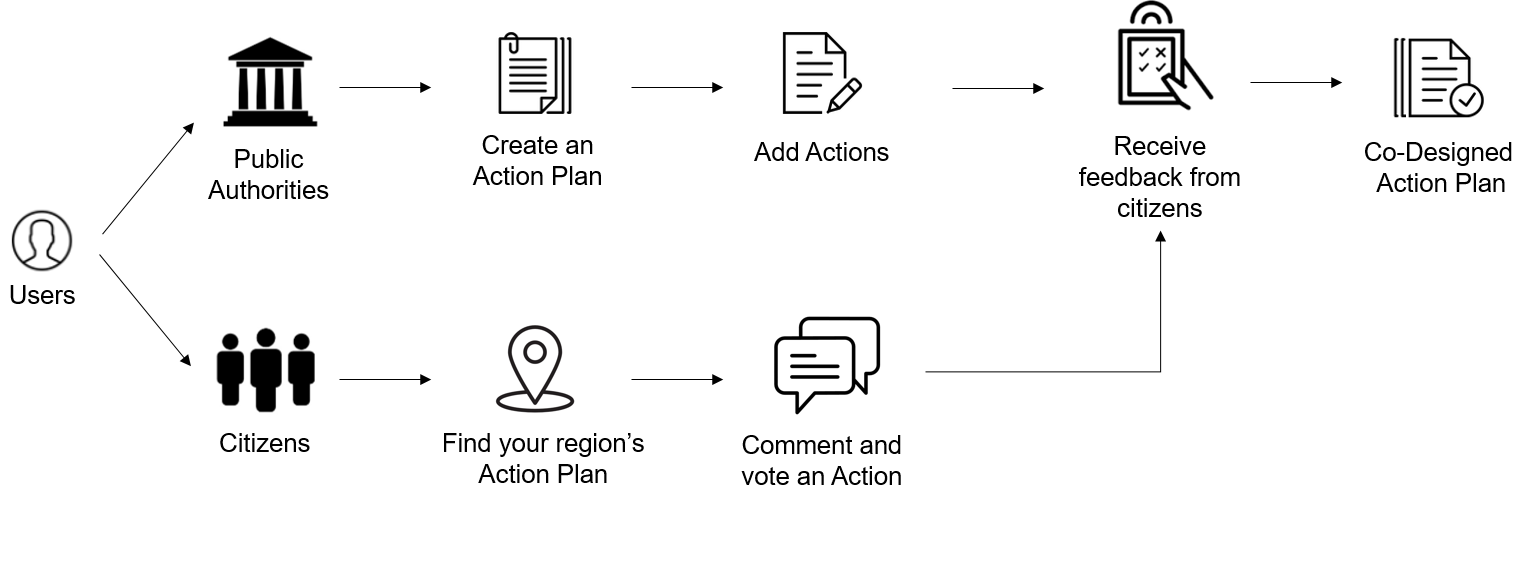 Public
Authorities
Create an
Action Plan
Add Actions
Receive
feedback from
citizens
Co-Designed
Action Plan
Users
Citizens
Find your region’s
Action Plan
Comment and
vote an Action